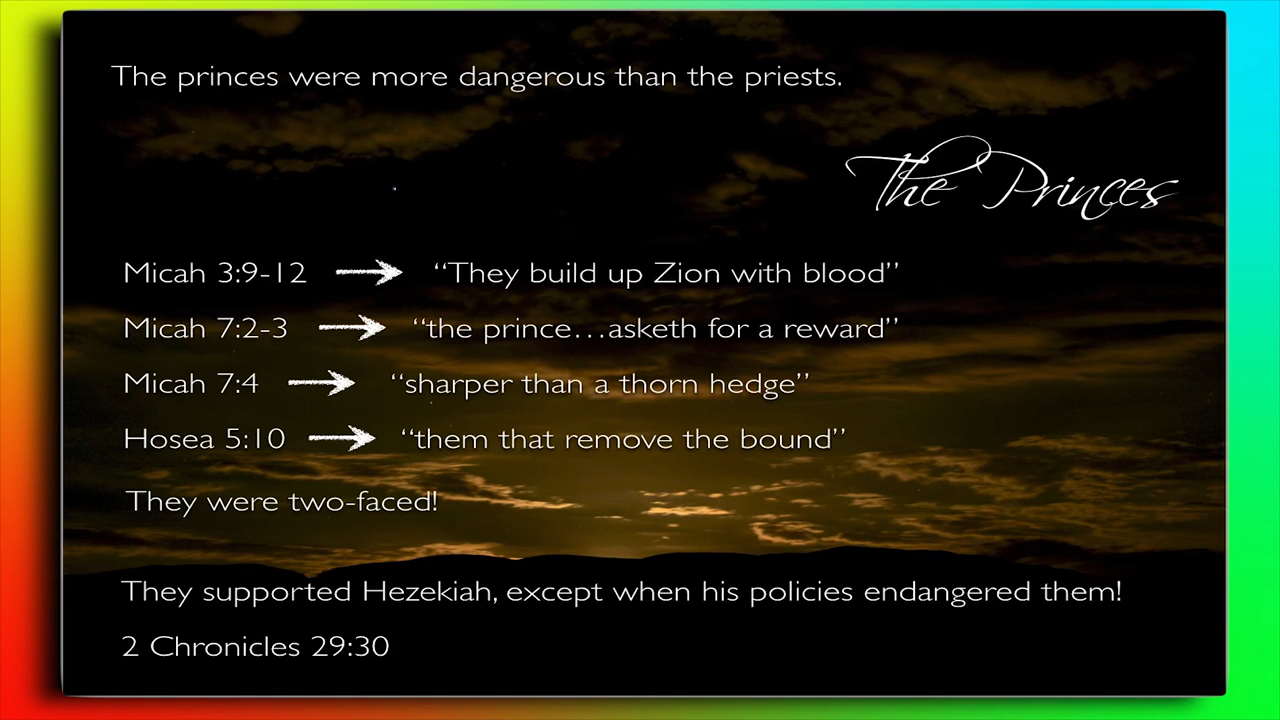 The princes were more dangerous than the priests.
The Princes
Micah 3:9-12 → “They build up Zion with blood”
Micah 7:2-3 → “the prince…asketh for a reward”
Micah 7:4 → “sharper than a thorn hedge”
Hosea 5:10 → “them that remove the bound”
They were two-faced!
They supported Hezekiah, except when his policies endangered them!
2 Chronicles 29:30